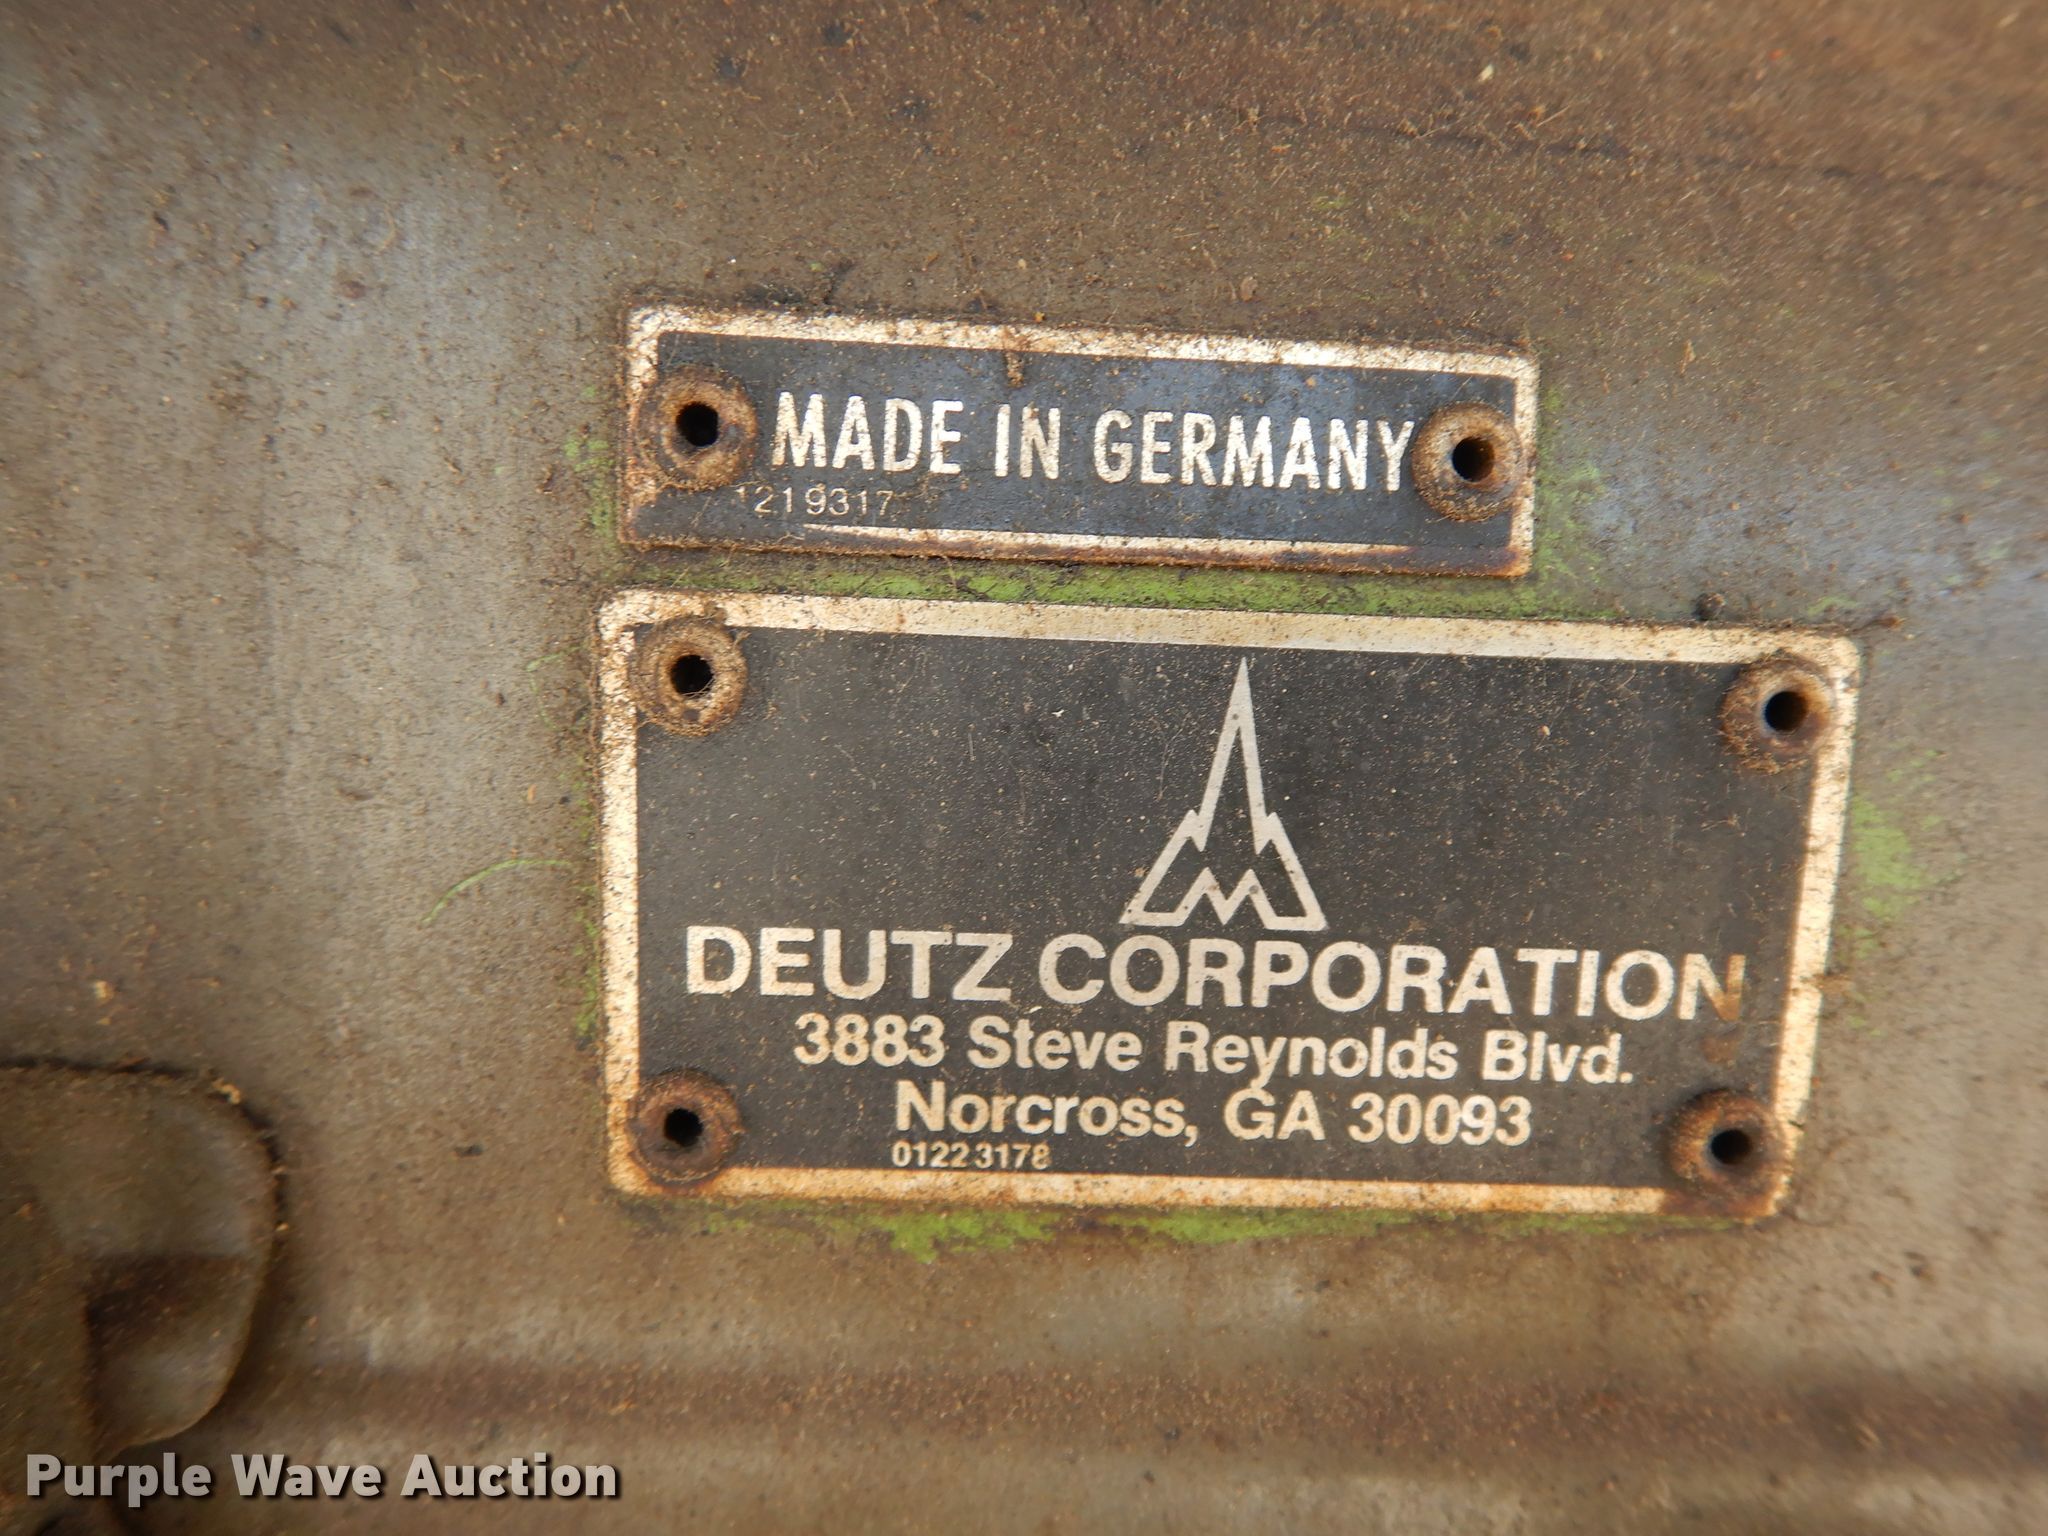 MADE IN GERMANY
1219317
DEUTZ CORPORATION
3883 Steve Reynolds Blvd.
Norcross, GA 30093
01223178
Purple Wave Auction